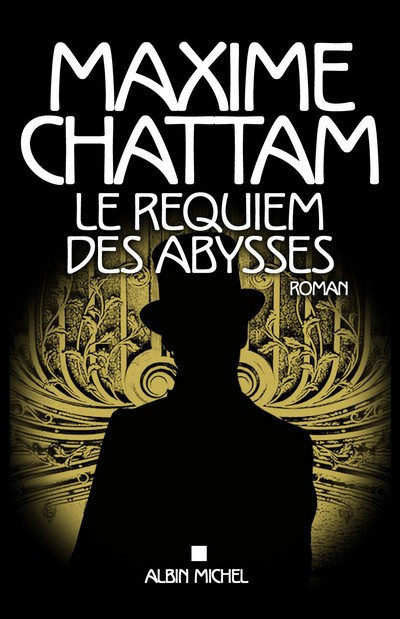 MAXIME
CHATTAM
LE REQUIEM
DES ABYSSES
ROMAN
ALBIN MICHEL